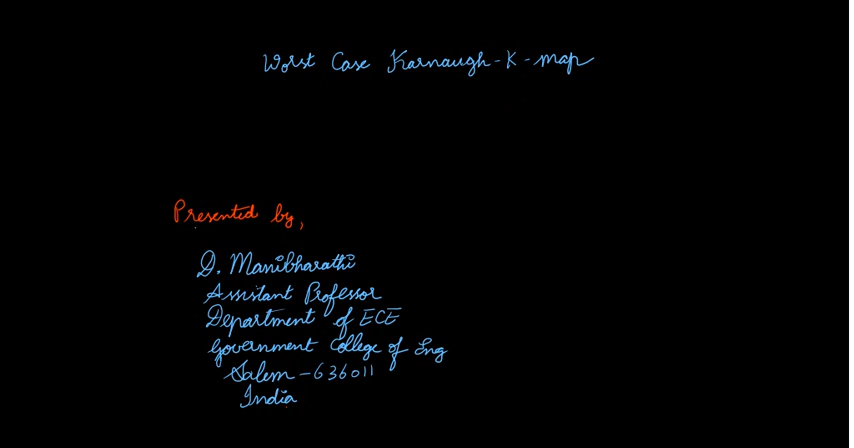 Worst Case Karnaugh-K-map
Presented by,
D. Manibharathi
Assistant Professor
Department of ECE
Government College of Eng
Salem-636011
India